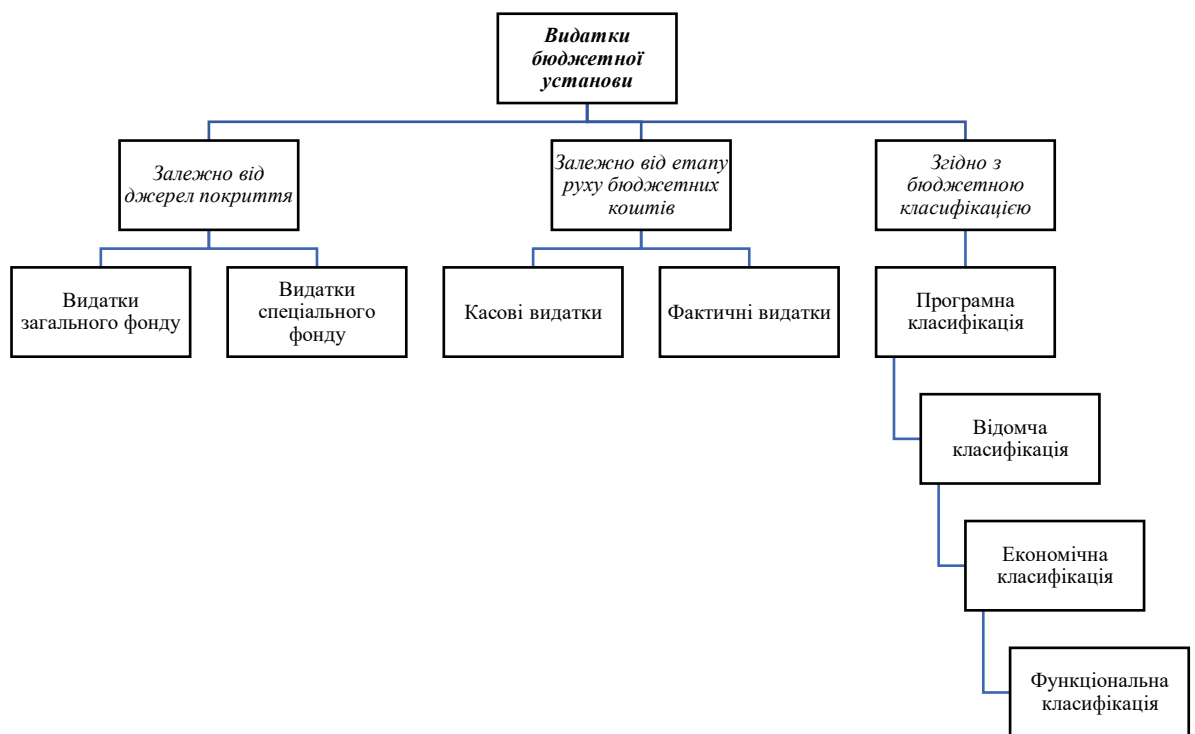 Видатки
бюджетної
установи
Залежно від
джерел покриття
Залежно від етапу
руху бюджетних
коштів
Згідно з
бюджетною
класифікацією
Видатки
загального фонду
Видатки
спеціального
фонду
Касові видатки
Фактичні видатки
Програмна
класифікація
Відомча
класифікація
Економічна
класифікація
Функціональна
класифікація